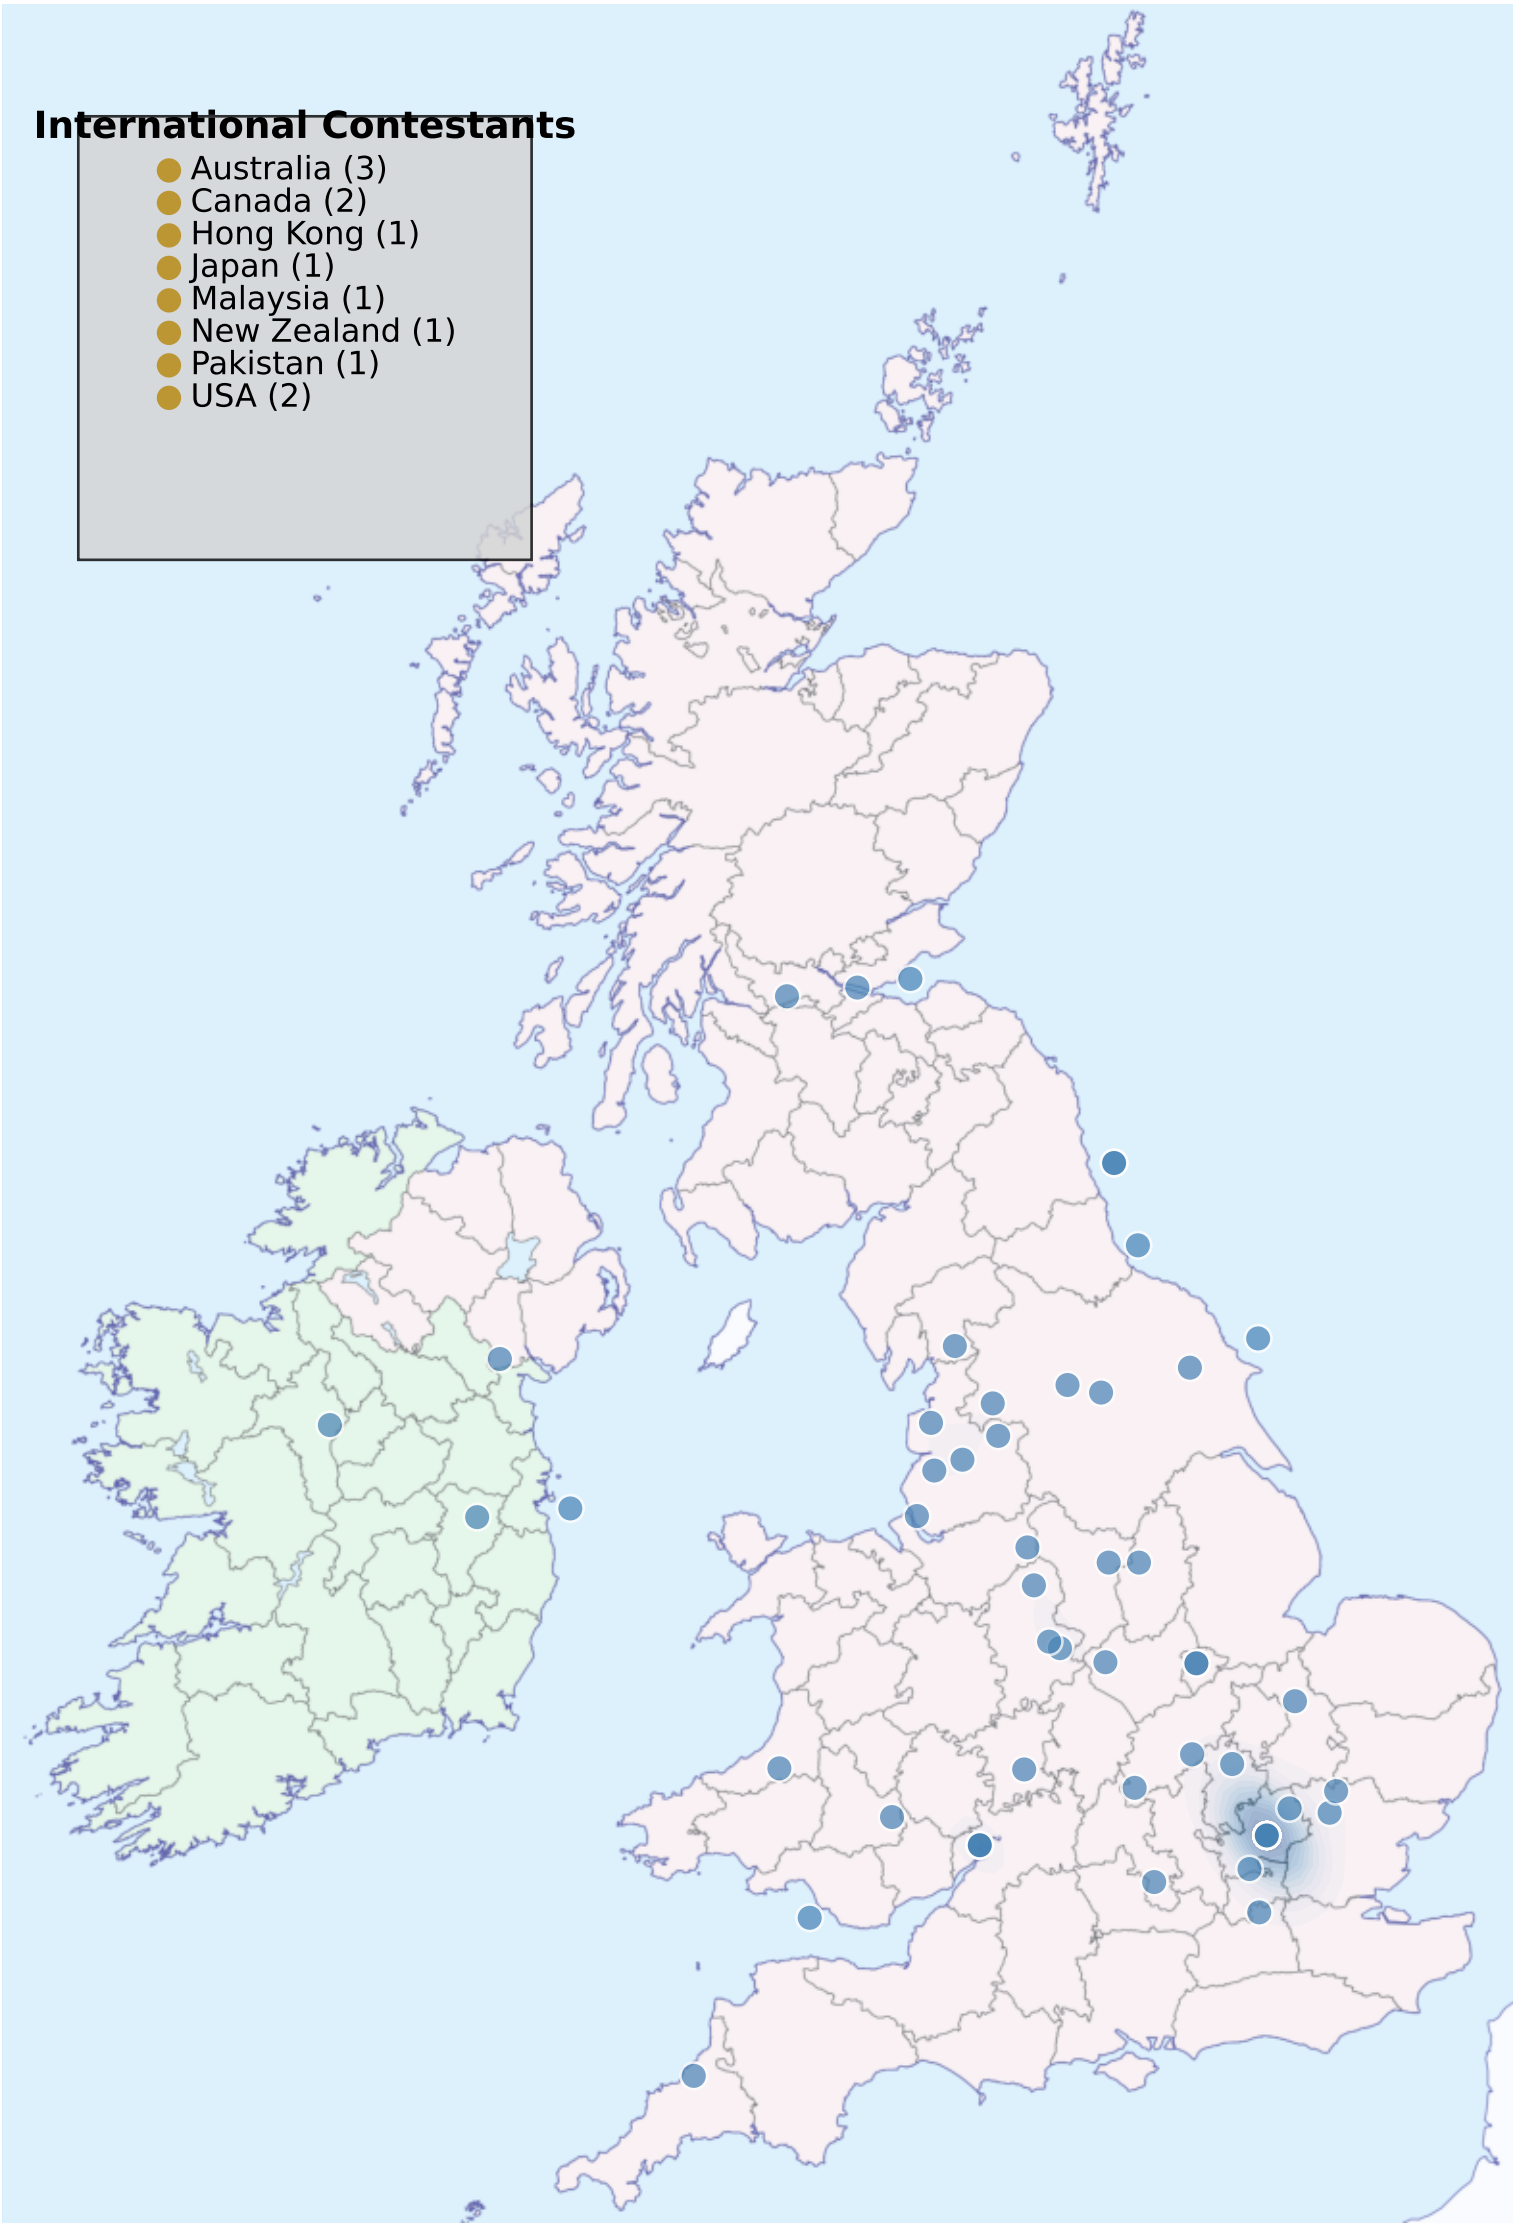 International Contestants
Australia (3)
Canada (2)
Hong Kong (1)
Japan (1)
Malaysia (1)
New Zealand (1)
Pakistan (1)
USA (2)